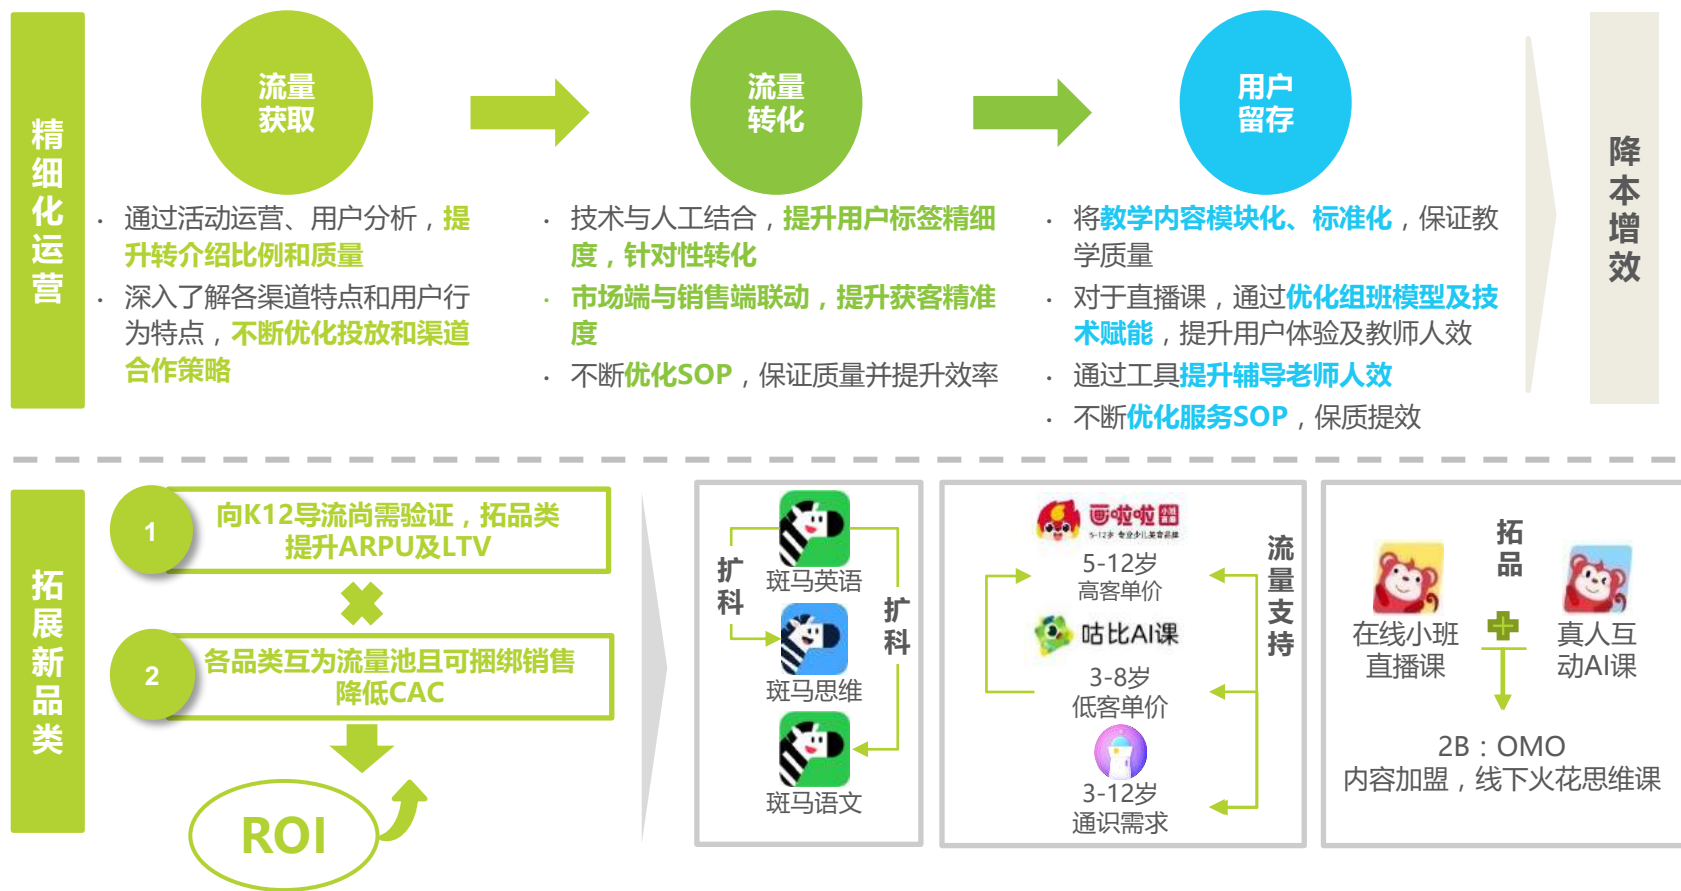 精
细
化
运
营
流量
获取
流量
转化
用户
留存
降
本
增
效
· 通过活动运营、用户分析，提
升转介绍比例和质量
· 深入了解各渠道特点和用户行
为特点，不断优化投放和渠道
合作策略
· 技术与人工结合，提升用户标签精细
度，针对性转化
· 市场端与销售端联动，提升获客精准
度
· 不断优化SOP，保证质量并提升效率
· 将教学内容模块化、标准化，保证教
学质量
· 对于直播课，通过优化组班模型及技
术赋能，提升用户体验及教师人效
· 通过工具提升辅导老师人效
· 不断优化服务SOP，保质提效
拓
展
新
品
类
1
向K12导流尚需验证，拓品类
提升ARPU及LTV
2
各品类互为流量池且可捆绑销售
降低CAC
ROI
扩
科
斑马英语
斑马思维
斑马语文
扩
科
画啦啦
5-12岁 专业少儿美育品牌
5-12岁
高客单价
咕比AI课
3-8岁
低客单价
3-12岁
通识需求
流
量
支
持
拓
品
在线小班
直播课
真人互
动AI课
2B：OMO
内容加盟，线下火花思维课